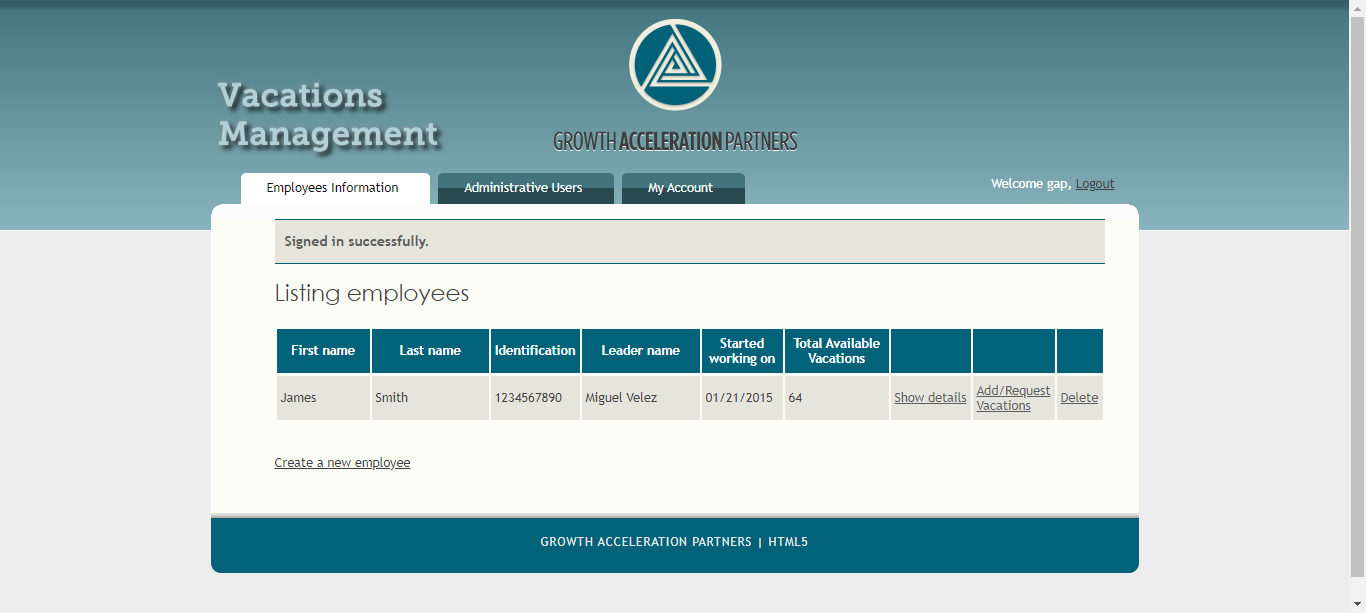 Vacations
Management
GROWTH ACCELERATION PARTNERS
Employees Information
Administrative Users
My Account
Welcome gap, Logout
Signed in successfully.
Listing employees
First name Last name Identification Leader name Started working on Total Available Vacations
James Smith 1234567890 Miguel Velez 01/21/2015 64 Show details Add/Request Vacations Delete
Create a new employee
GROWTH ACCELERATION PARTNERS | HTML5